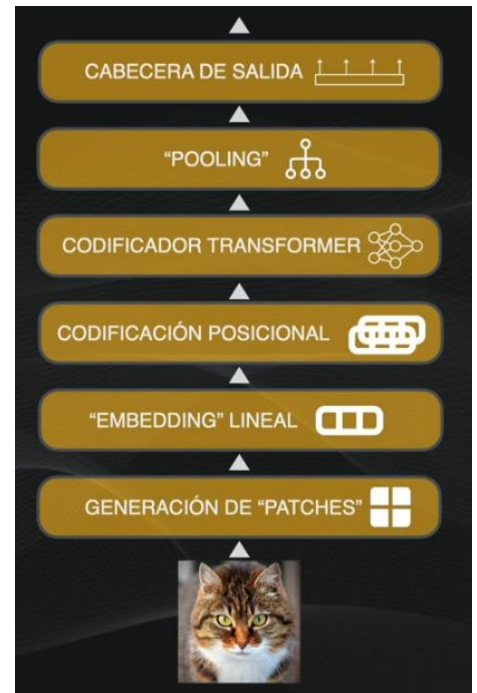 CABECERA DE SALIDA
“POOLING”
CODIFICADOR TRANSFORMER
CODIFICACIÓN POSICIONAL
“EMBEDDING” LINEAL
GENERACIÓN DE “PATCHES”